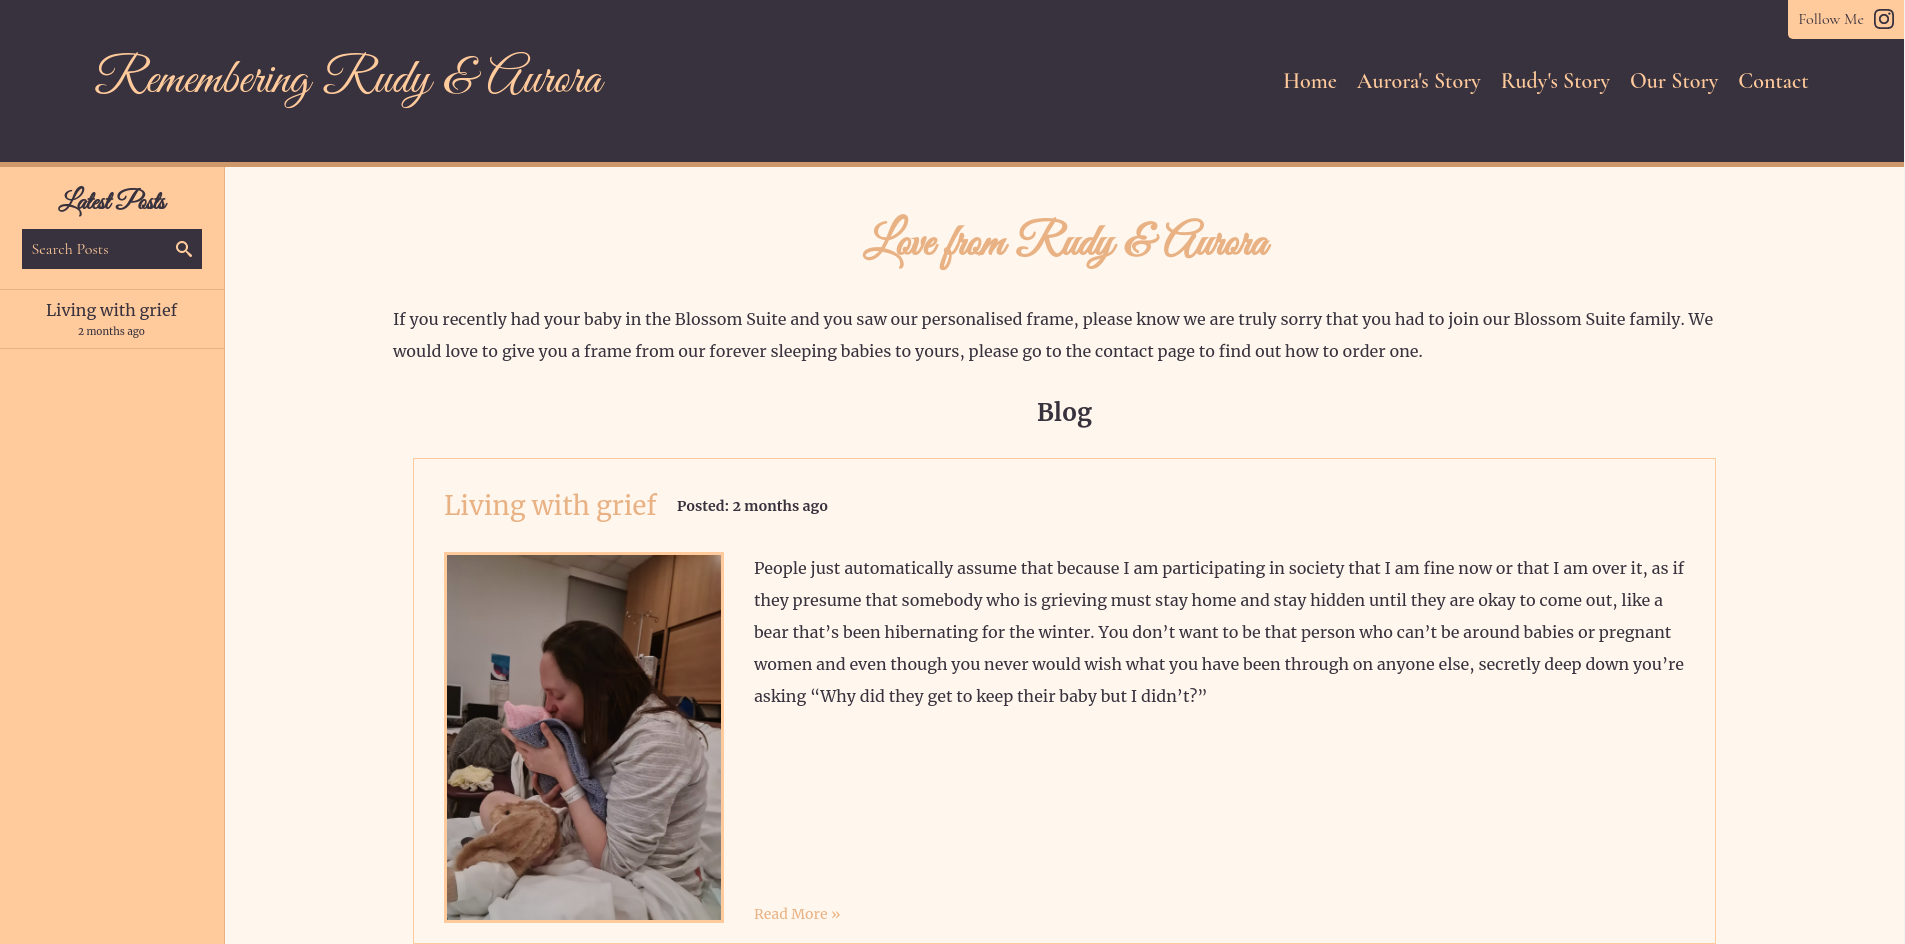 Follow Me
Remembering Rudy & Aurora
Home Aurora's Story Rudy's Story Our Story Contact
Latest Posts
Search Posts
Living with grief
2 months ago
Love from Rudy & Aurora
If you recently had your baby in the Blossom Suite and you saw our personalised frame, please know we are truly sorry that you had to join our Blossom Suite family. We
would love to give you a frame from our forever sleeping babies to yours, please go to the contact page to find out how to order one.
Blog
Living with grief Posted: 2 months ago
People just automatically assume that because I am participating in society that I am fine now or that I am over it, as if
they presume that somebody who is grieving must stay home and stay hidden until they are okay to come out, like a
bear that’s been hibernating for the winter. You don’t want to be that person who can’t be around babies or pregnant
women and even though you never would wish what you have been through on anyone else, secretly deep down you’re
asking “Why did they get to keep their baby but I didn’t?”
Read More »